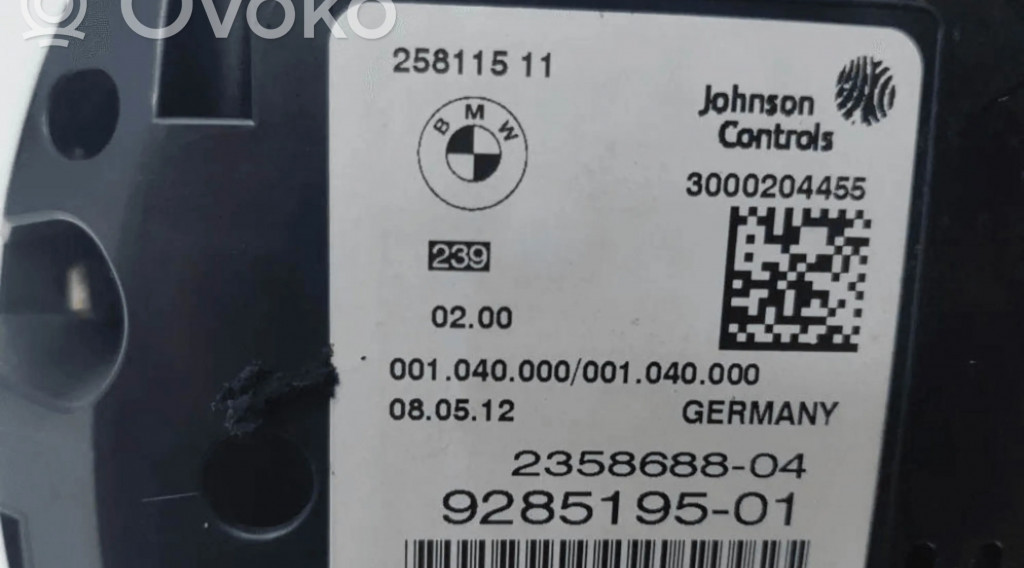 Ovoko
258115 11
BMW
Johnson
Controls
3000204455
239
02.00
001.040.000/001.040.000
08.05.12 GERMANY
2358688-04
9285195-01